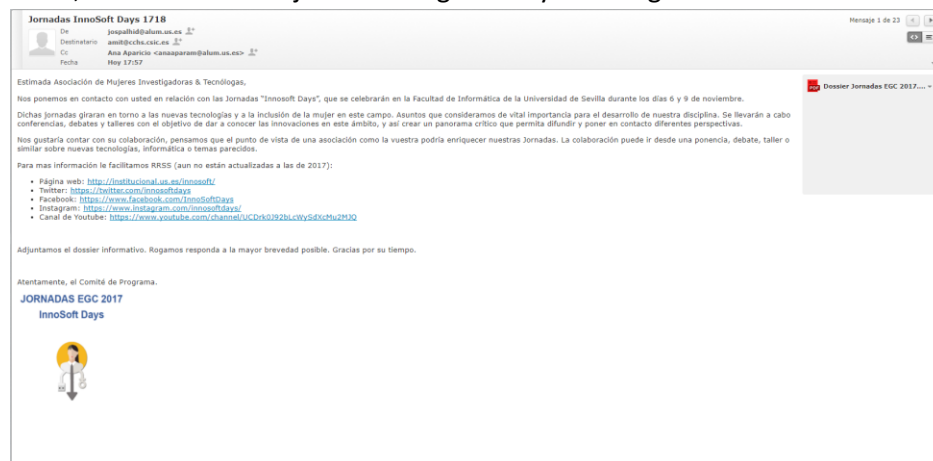 Jornadas InnoSoft Days 1718
Mensaje 1 de 23
De jospalhid@alum.us.es
Destinatario amit@cchs.csic.es
Cc Ana Aparicio <anaaparam@alum.us.es>
Fecha Hoy 17:57
Estimada Asociación de Mujeres Investigadoras & Tecnólogas,
Dossier Jornadas EGC 2017....
Nos ponemos en contacto con usted en relación con las Jornadas "Innosoft Days", que se celebrarán en la Facultad de Informática de la Universidad de Sevilla durante los días 6 y 9 de noviembre.
Dichas jornadas giraran en torno a las nuevas tecnologías y a la inclusión de la mujer en este campo. Asuntos que consideramos de vital importancia para el desarrollo de nuestra disciplina. Se llevarán a cabo
conferencias, debates y talleres con el objetivo de dar a conocer las innovaciones en este ámbito, y así crear un panorama crítico que permita difundir y poner en contacto diferentes perspectivas.
Nos gustaría contar con su colaboración, pensamos que el punto de vista de una asociación como la vuestra podría enriquecer nuestras Jornadas. La colaboración puede ir desde una ponencia, debate, taller o
similar sobre nuevas tecnologías, informática o temas parecidos.
Para mas información le facilitamos RRSS (aun no están actualizadas a las de 2017):
• Página web: http://institucional.us.es/innosoft/
• Twitter: https://twitter.com/innosoftdays
• Facebook: https://www.facebook.com/InnoSoftDays
• Instagram: https://www.instagram.com/innosoftdays/
• Canal de Youtube: https://www.youtube.com/channel/UCDrk0J92bLcWySdXcMu2MJQ
Adjuntamos el dossier informativo. Rogamos responda a la mayor brevedad posible. Gracias por su tiempo.
Atentamente, el Comité de Programa.
JORNADAS EGC 2017
InnoSoft Days